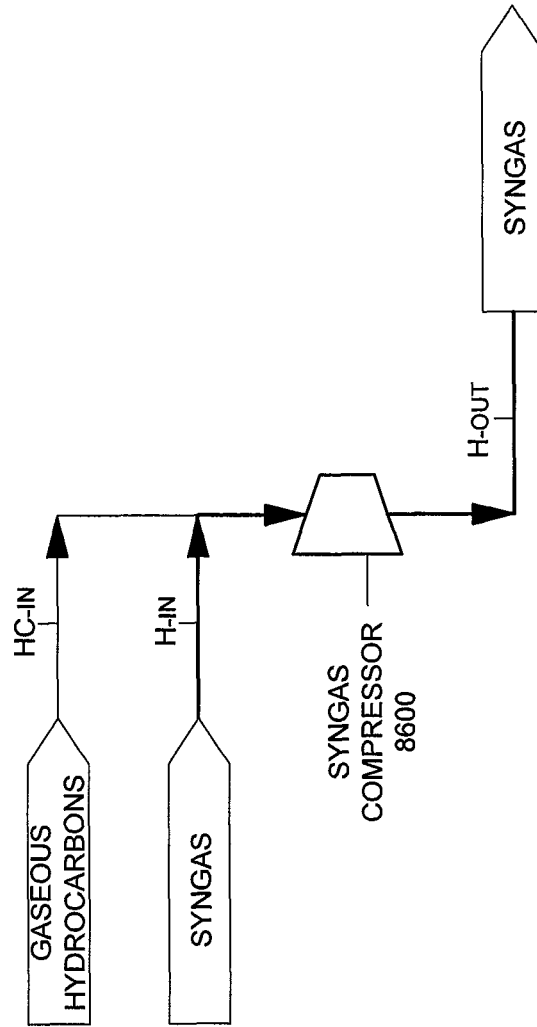 GASEOUS
HYDROCARBONS
HC-IN
SYNGAS
H-IN
SYNGAS
COMPRESSOR
8600
H-OUT
SYNGAS